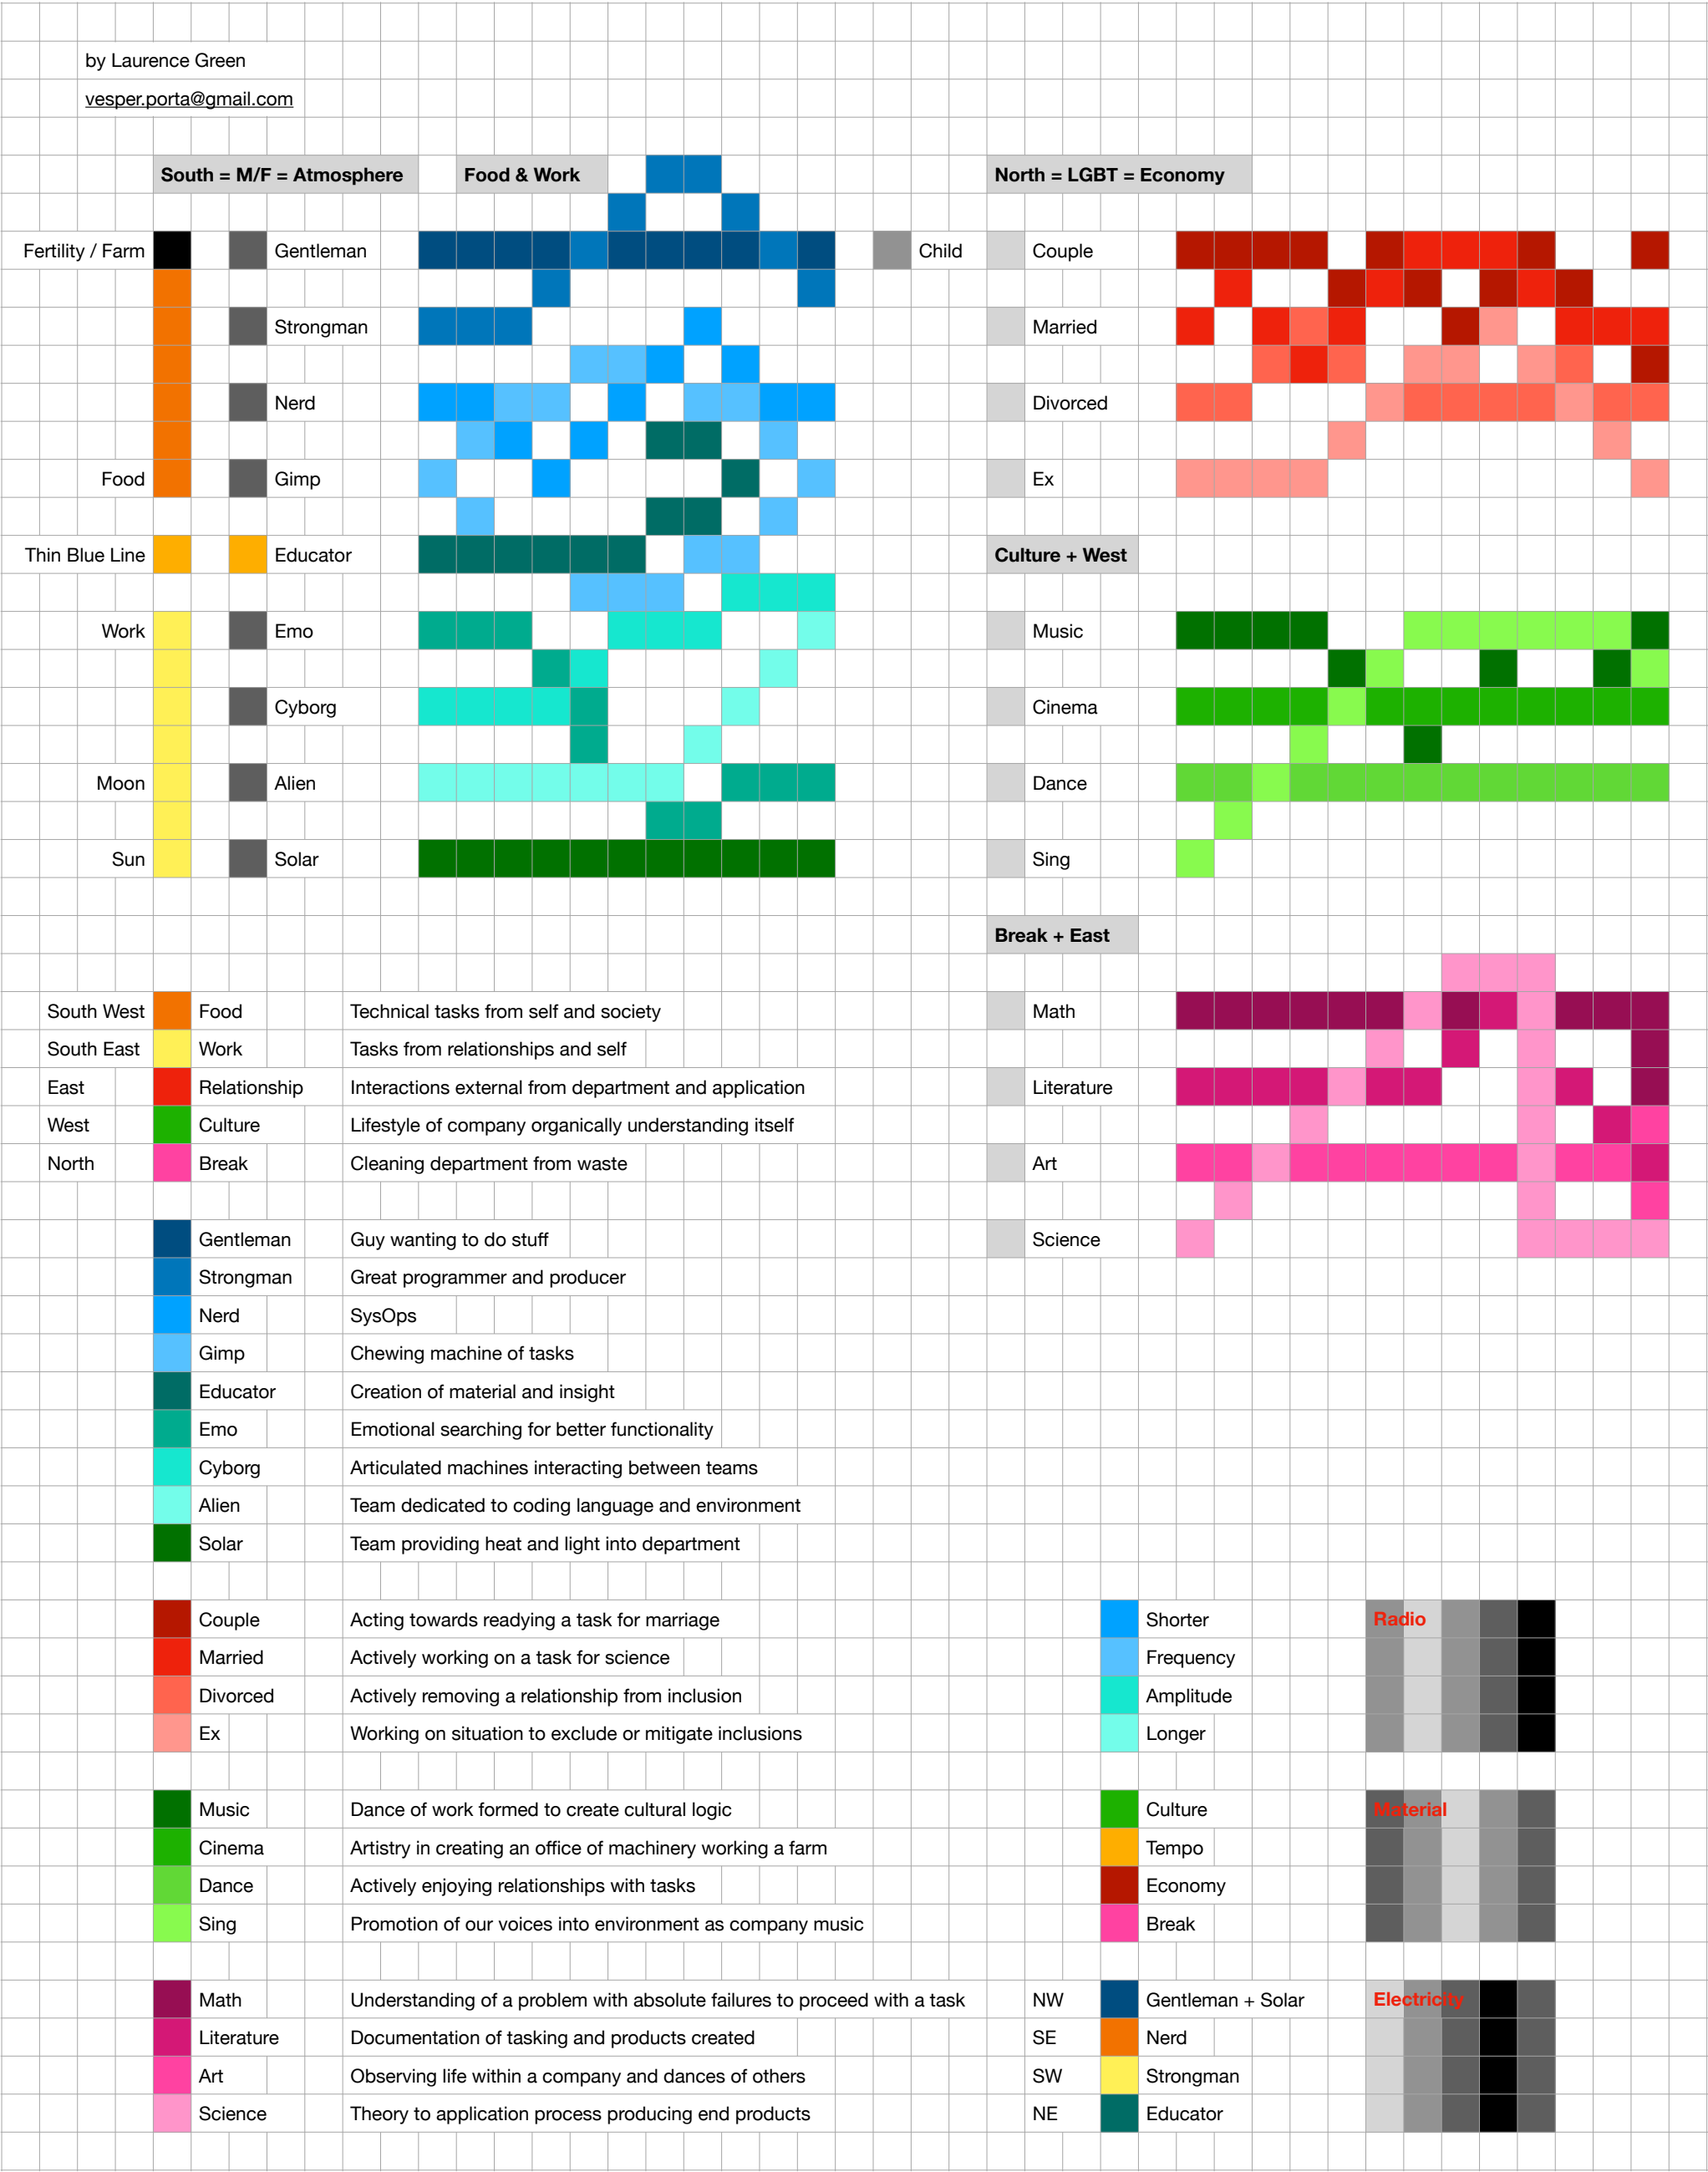 by Laurence Green
vesper.porta@gmail.com
South = M/F = Atmosphere
Food & Work
North = LGBT = Economy
Fertility / Farm
Gentleman
Child
Couple
Strongman
Married
Nerd
Divorced
Food
Gimp
Ex
Thin Blue Line
Educator
Culture + West
Work
Emo
Music
Cyborg
Cinema
Moon
Alien
Dance
Sun
Solar
Sing
Break + East
South West
Food
Technical tasks from self and society
Math
South East
Work
Tasks from relationships and self
East
Relationship
Interactions external from department and application
Literature
West
Culture
Lifestyle of company organically understanding itself
North
Break
Cleaning department from waste
Art
Gentleman
Guy wanting to do stuff
Science
Strongman
Great programmer and producer
Nerd
SysOps
Gimp
Chewing machine of tasks
Educator
Creation of material and insight
Emo
Emotional searching for better functionality
Cyborg
Articulated machines interacting between teams
Alien
Team dedicated to coding language and environment
Solar
Team providing heat and light into department
Couple
Acting towards readying a task for marriage
Shorter
Radio
Married
Actively working on a task for science
Frequency
Divorced
Actively removing a relationship from inclusion
Amplitude
Ex
Working on situation to exclude or mitigate inclusions
Longer
Music
Dance of work formed to create cultural logic
Culture
Material
Cinema
Artistry in creating an office of machinery working a farm
Tempo
Dance
Actively enjoying relationships with tasks
Economy
Sing
Promotion of our voices into environment as company music
Break
Math
Understanding of a problem with absolute failures to proceed with a task
NW
Gentleman + Solar
Electricity
Literature
Documentation of tasking and products created
SE
Nerd
Art
Observing life within a company and dances of others
SW
Strongman
Science
Theory to application process producing end products
NE
Educator